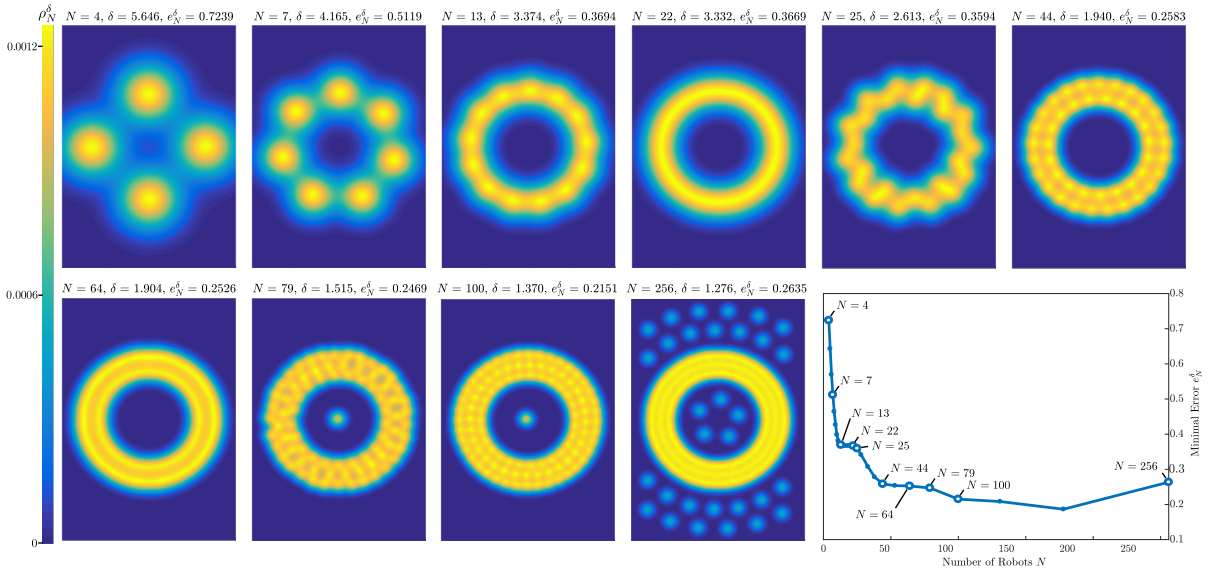 ρ_N^δ
N = 4, δ = 5.646, e_N^δ = 0.7239
N = 7, δ = 4.165, e_N^δ = 0.5119
N = 13, δ = 3.374, e_N^δ = 0.3694
N = 22, δ = 3.332, e_N^δ = 0.3669
N = 25, δ = 2.613, e_N^δ = 0.3594
N = 44, δ = 1.940, e_N^δ = 0.2583
0.0012
0.0006
0
N = 64, δ = 1.904, e_N^δ = 0.2526
N = 79, δ = 1.515, e_N^δ = 0.2469
N = 100, δ = 1.370, e_N^δ = 0.2151
N = 256, δ = 1.276, e_N^δ = 0.2635
N = 4
N = 7
N = 13
N = 22
N = 25
N = 44
N = 64
N = 79
N = 100
N = 256
0.8
0.7
0.6
0.5
0.4
0.3
0.2
0.1
Minimal Error e_N^δ
0 50 100 150 200 250
Number of Robots N